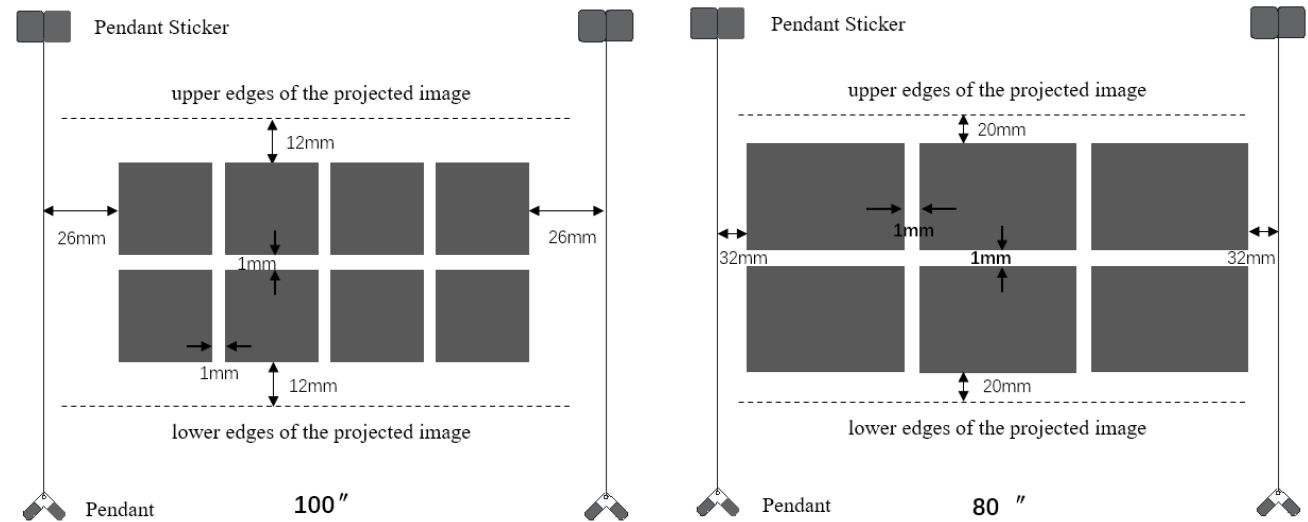 Pendant Sticker
upper edges of the projected image
12mm
26mm
26mm
1mm
1mm
12mm
lower edges of the projected image
Pendant
100″
Pendant Sticker
upper edges of the projected image
20mm
1mm
32mm
1mm
32mm
20mm
lower edges of the projected image
Pendant
80 ″